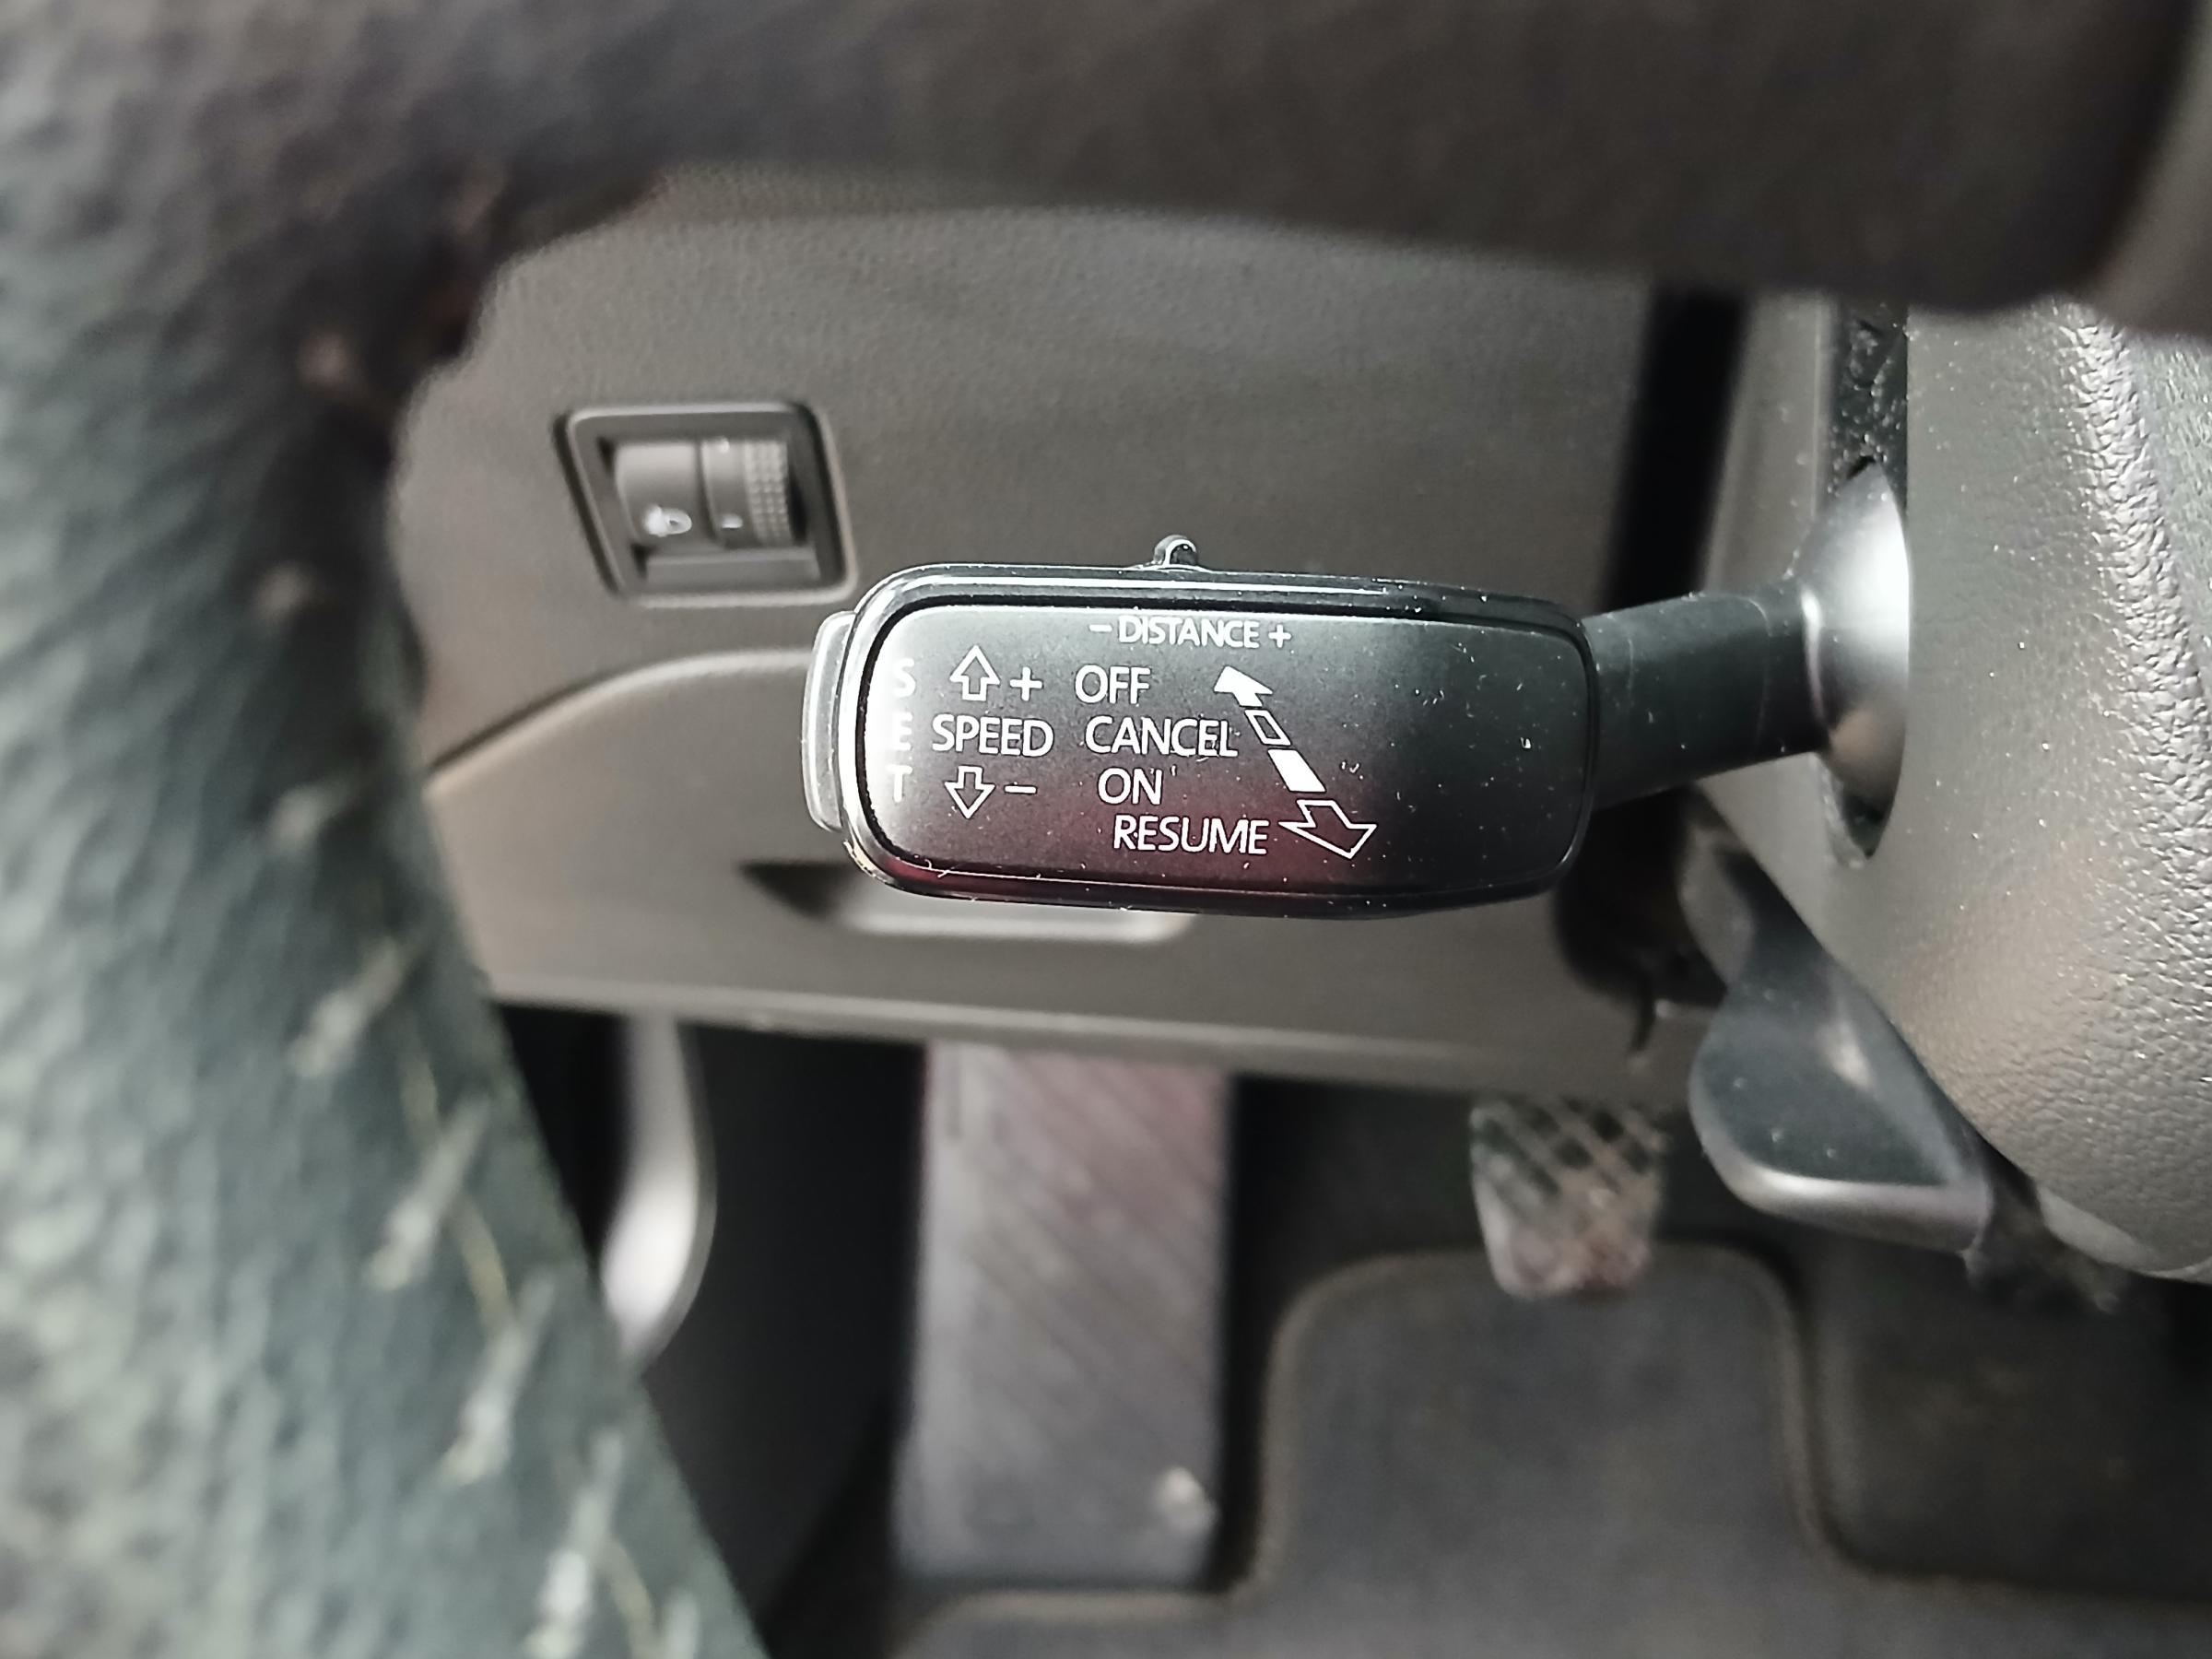 - DISTANCE +
S + OFF
E SPEED CANCEL
T - ON
RESUME